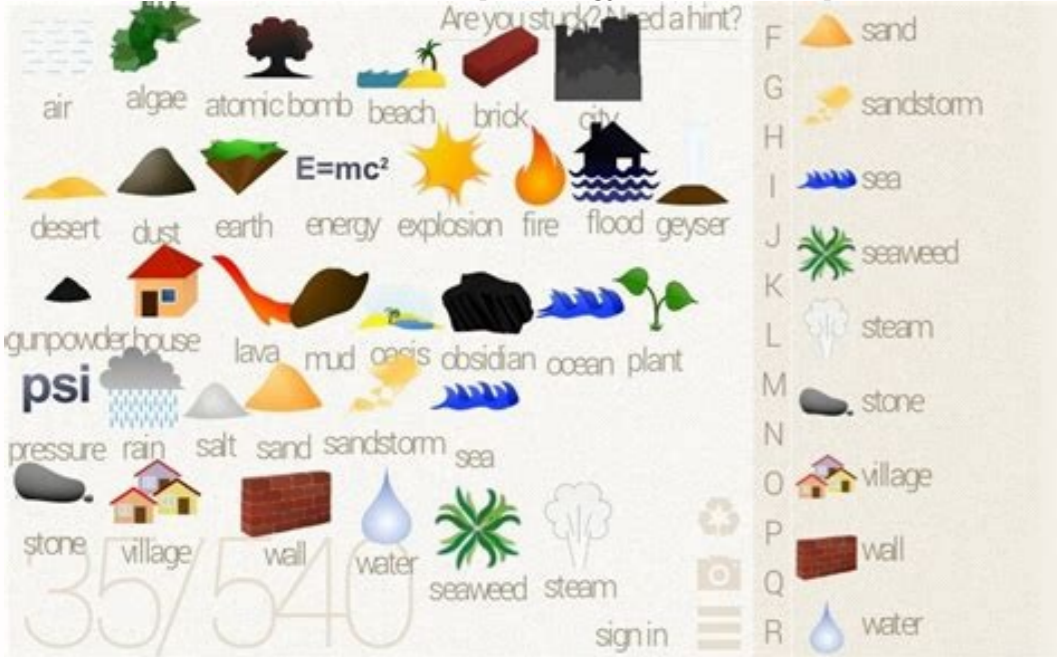 Are you stuck? Need a hint?
air algae atomic bomb beach brick city
E=mc²
desert dust earth energy explosion fire flood geyser
gunpowder house lava mud oasis obsidian ocean plant
psi
pressure rain salt sand sandstorm sea
stone village wall water seaweed steam
35/540
sign in
F
G
H
I
J
K
L
M
N
O
P
Q
R
sand
sandstorm
sea
seaweed
steam
stone
village
wall
water